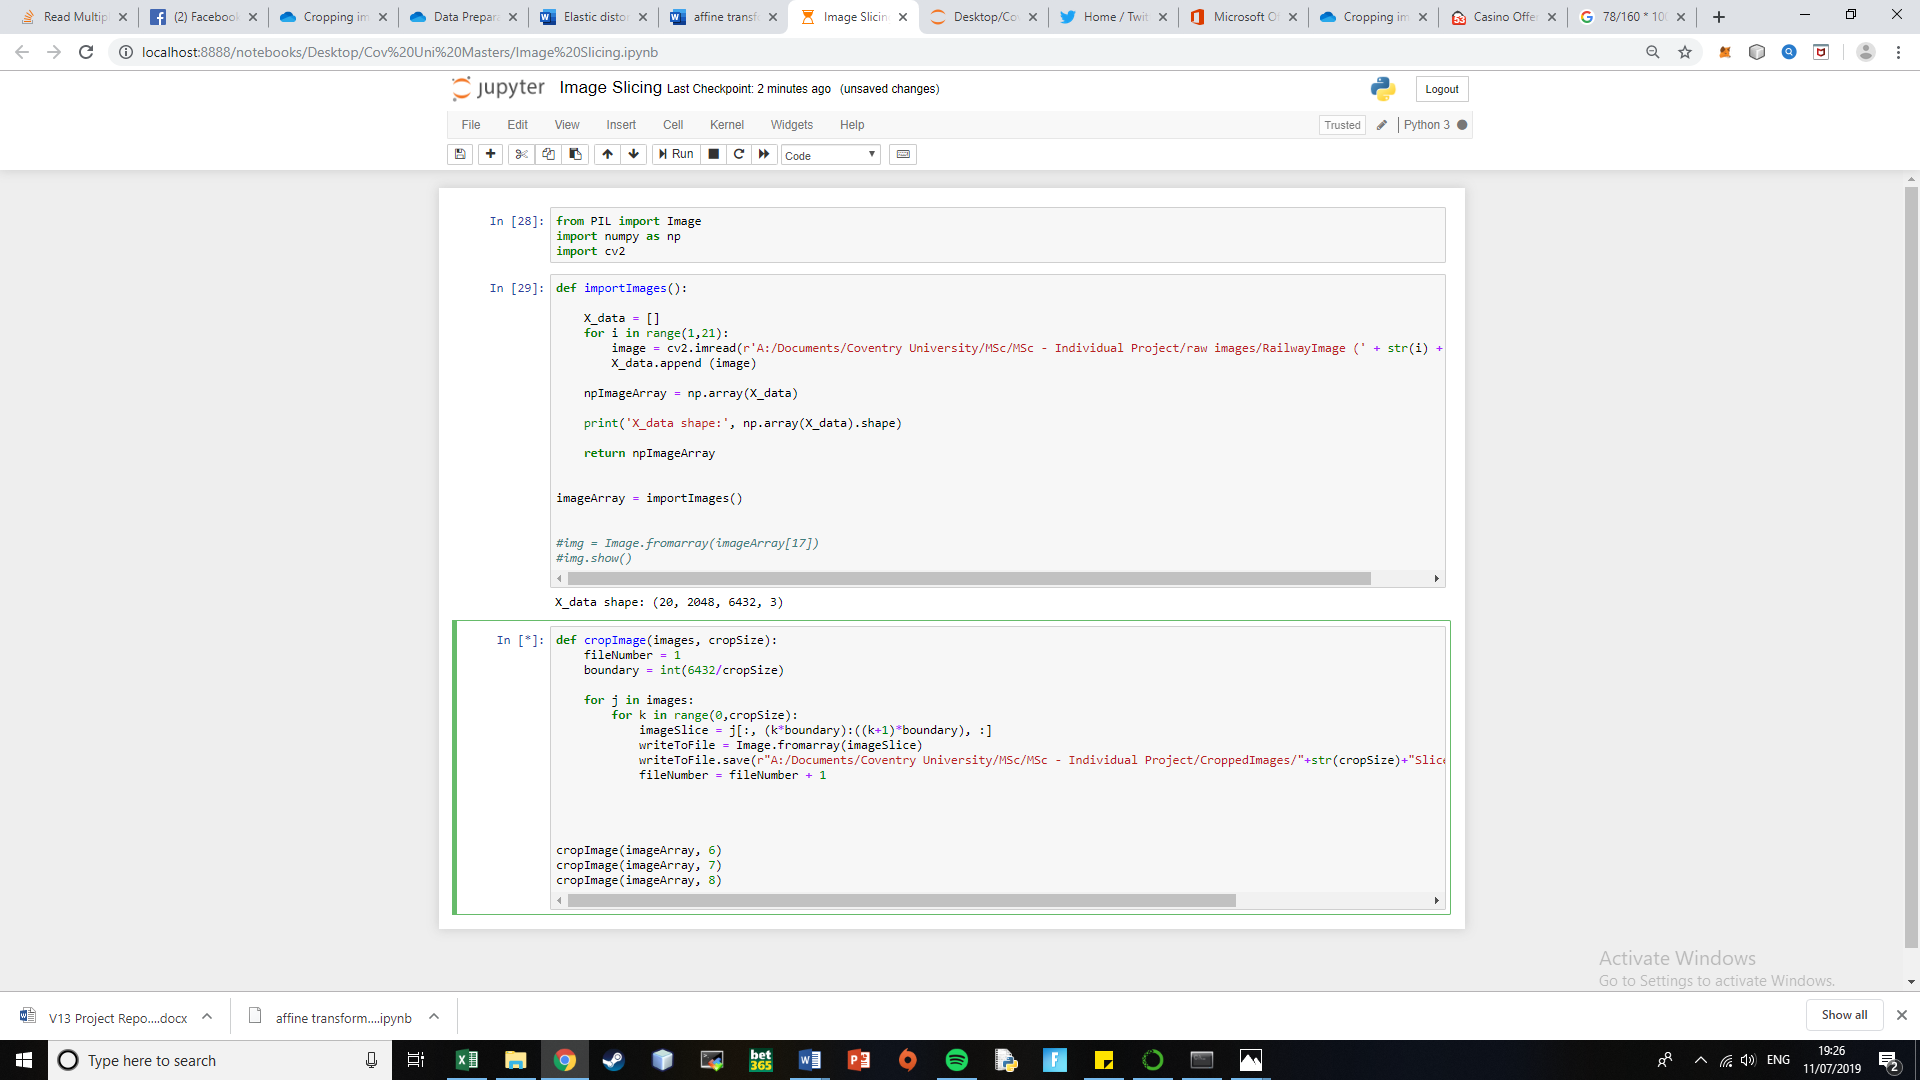 Read Multipl
(2) Facebook
Cropping im
Data Prepara
Elastic disto
affine transf
Image Slicin
Desktop/Co
Home / Twit
Microsoft Of
Cropping im
Casino Offer
78/160 * 10
localhost:8888/notebooks/Desktop/Cov%20Uni%20Masters/Image%20Slicing.ipynb
jupyter Image Slicing Last Checkpoint: 2 minutes ago (unsaved changes)
Logout
File Edit View Insert Cell Kernel Widgets Help
Trusted
Python 3
Run
Code
In [28]: from PIL import Image
import numpy as np
import cv2
In [29]: def importImages():
X_data = []
for i in range(1,21):
image = cv2.imread(r'A:/Documents/Coventry University/MSc/MSc - Individual Project/raw images/RailwayImage (' + str(i) +
X_data.append (image)
npImageArray = np.array(X_data)
print('X_data shape:', np.array(X_data).shape)
return npImageArray
imageArray = importImages()
#img = Image.fromarray(imageArray[17])
#img.show()
X_data shape: (20, 2048, 6432, 3)
In [*]: def cropImage(images, cropSize):
fileNumber = 1
boundary = int(6432/cropSize)
for j in images:
for k in range(0,cropSize):
imageSlice = j[:, (k*boundary):((k+1)*boundary), :]
writeToFile = Image.fromarray(imageSlice)
writeToFile.save(r"A:/Documents/Coventry University/MSc/MSc - Individual Project/CroppedImages/"+str(cropSize)+"Slice
fileNumber = fileNumber + 1
cropImage(imageArray, 6)
cropImage(imageArray, 7)
cropImage(imageArray, 8)
Activate Windows
Go to Settings to activate Windows.
V13 Project Repo....docx
affine transform....ipynb
Show all
Type here to search
bet
365
ENG
19:26
11/07/2019
2